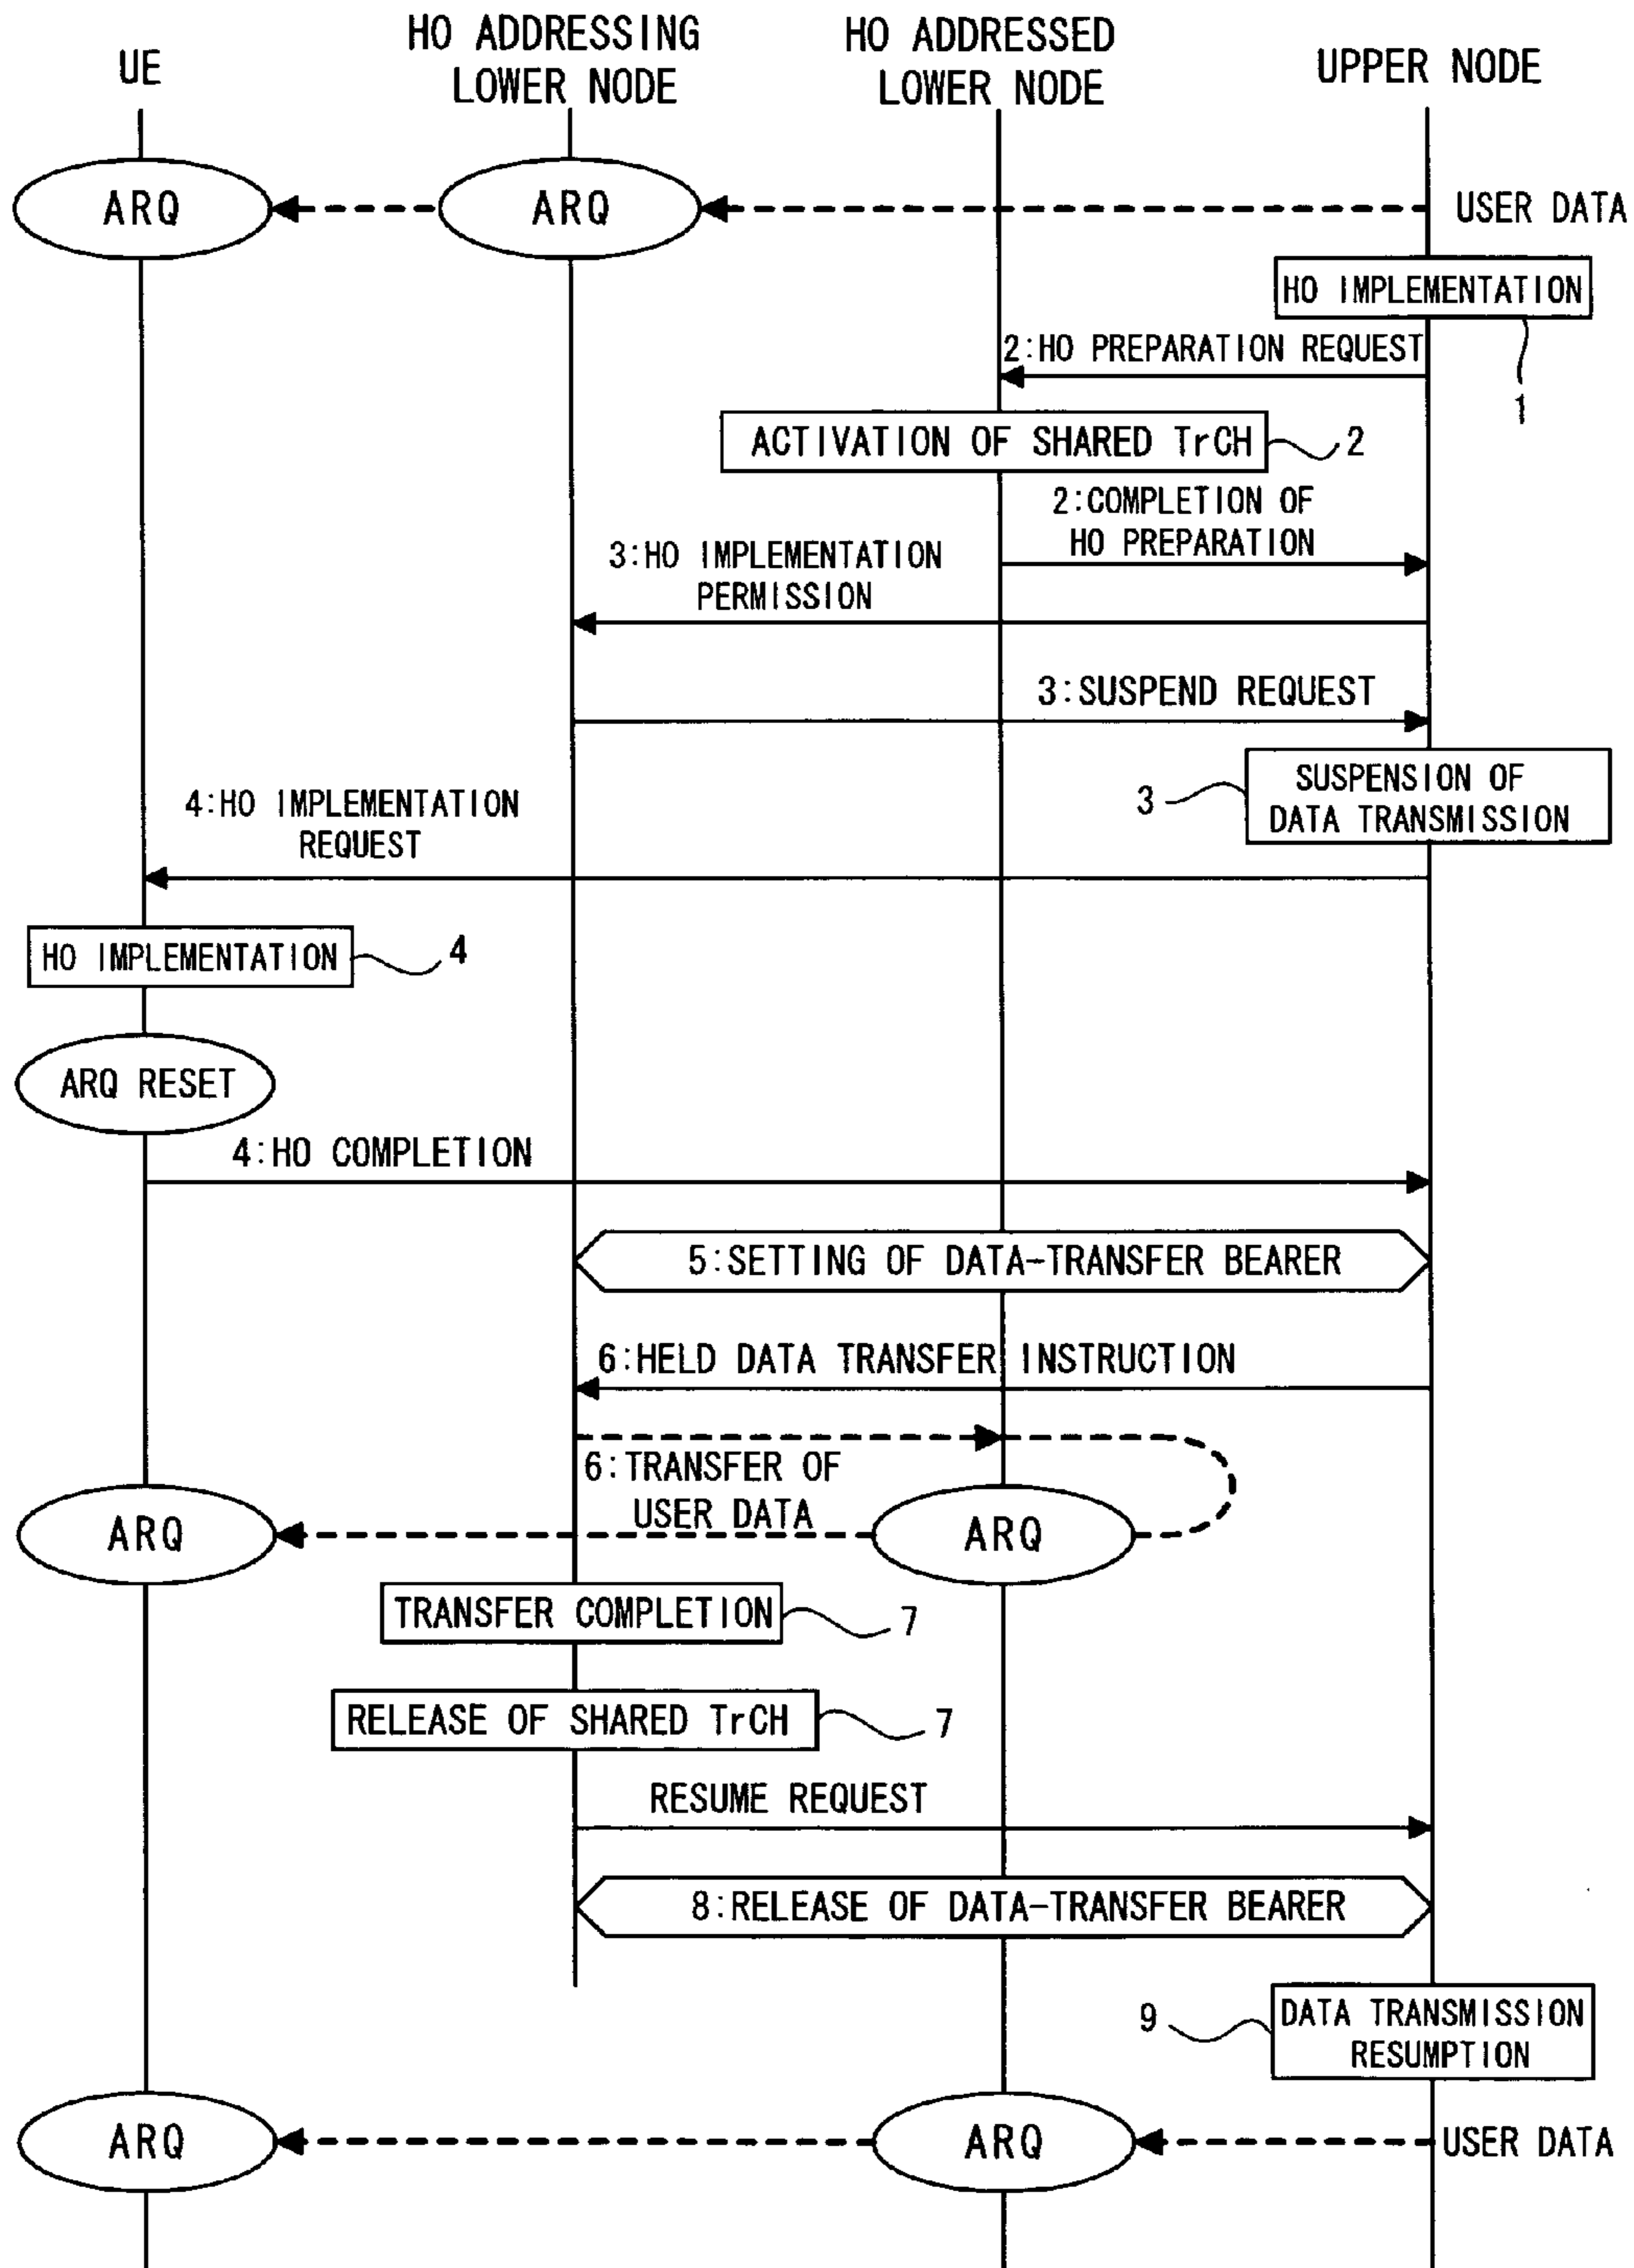 UE
HO ADDRESSING
LOWER NODE
HO ADDRESSED
LOWER NODE
UPPER NODE
ARQ
ARQ
USER DATA
HO IMPLEMENTATION
1
2:HO PREPARATION REQUEST
ACTIVATION OF SHARED TrCH
2
2:COMPLETION OF
HO PREPARATION
3:HO IMPLEMENTATION
PERMISSION
3:SUSPEND REQUEST
SUSPENSION OF
DATA TRANSMISSION
3
4:HO IMPLEMENTATION
REQUEST
HO IMPLEMENTATION
4
ARQ RESET
4:HO COMPLETION
5:SETTING OF DATA-TRANSFER BEARER
6:HELD DATA TRANSFER INSTRUCTION
6:TRANSFER OF
USER DATA
ARQ
ARQ
TRANSFER COMPLETION
7
RELEASE OF SHARED TrCH
7
RESUME REQUEST
8:RELEASE OF DATA-TRANSFER BEARER
9
DATA TRANSMISSION
RESUMPTION
ARQ
ARQ
USER DATA